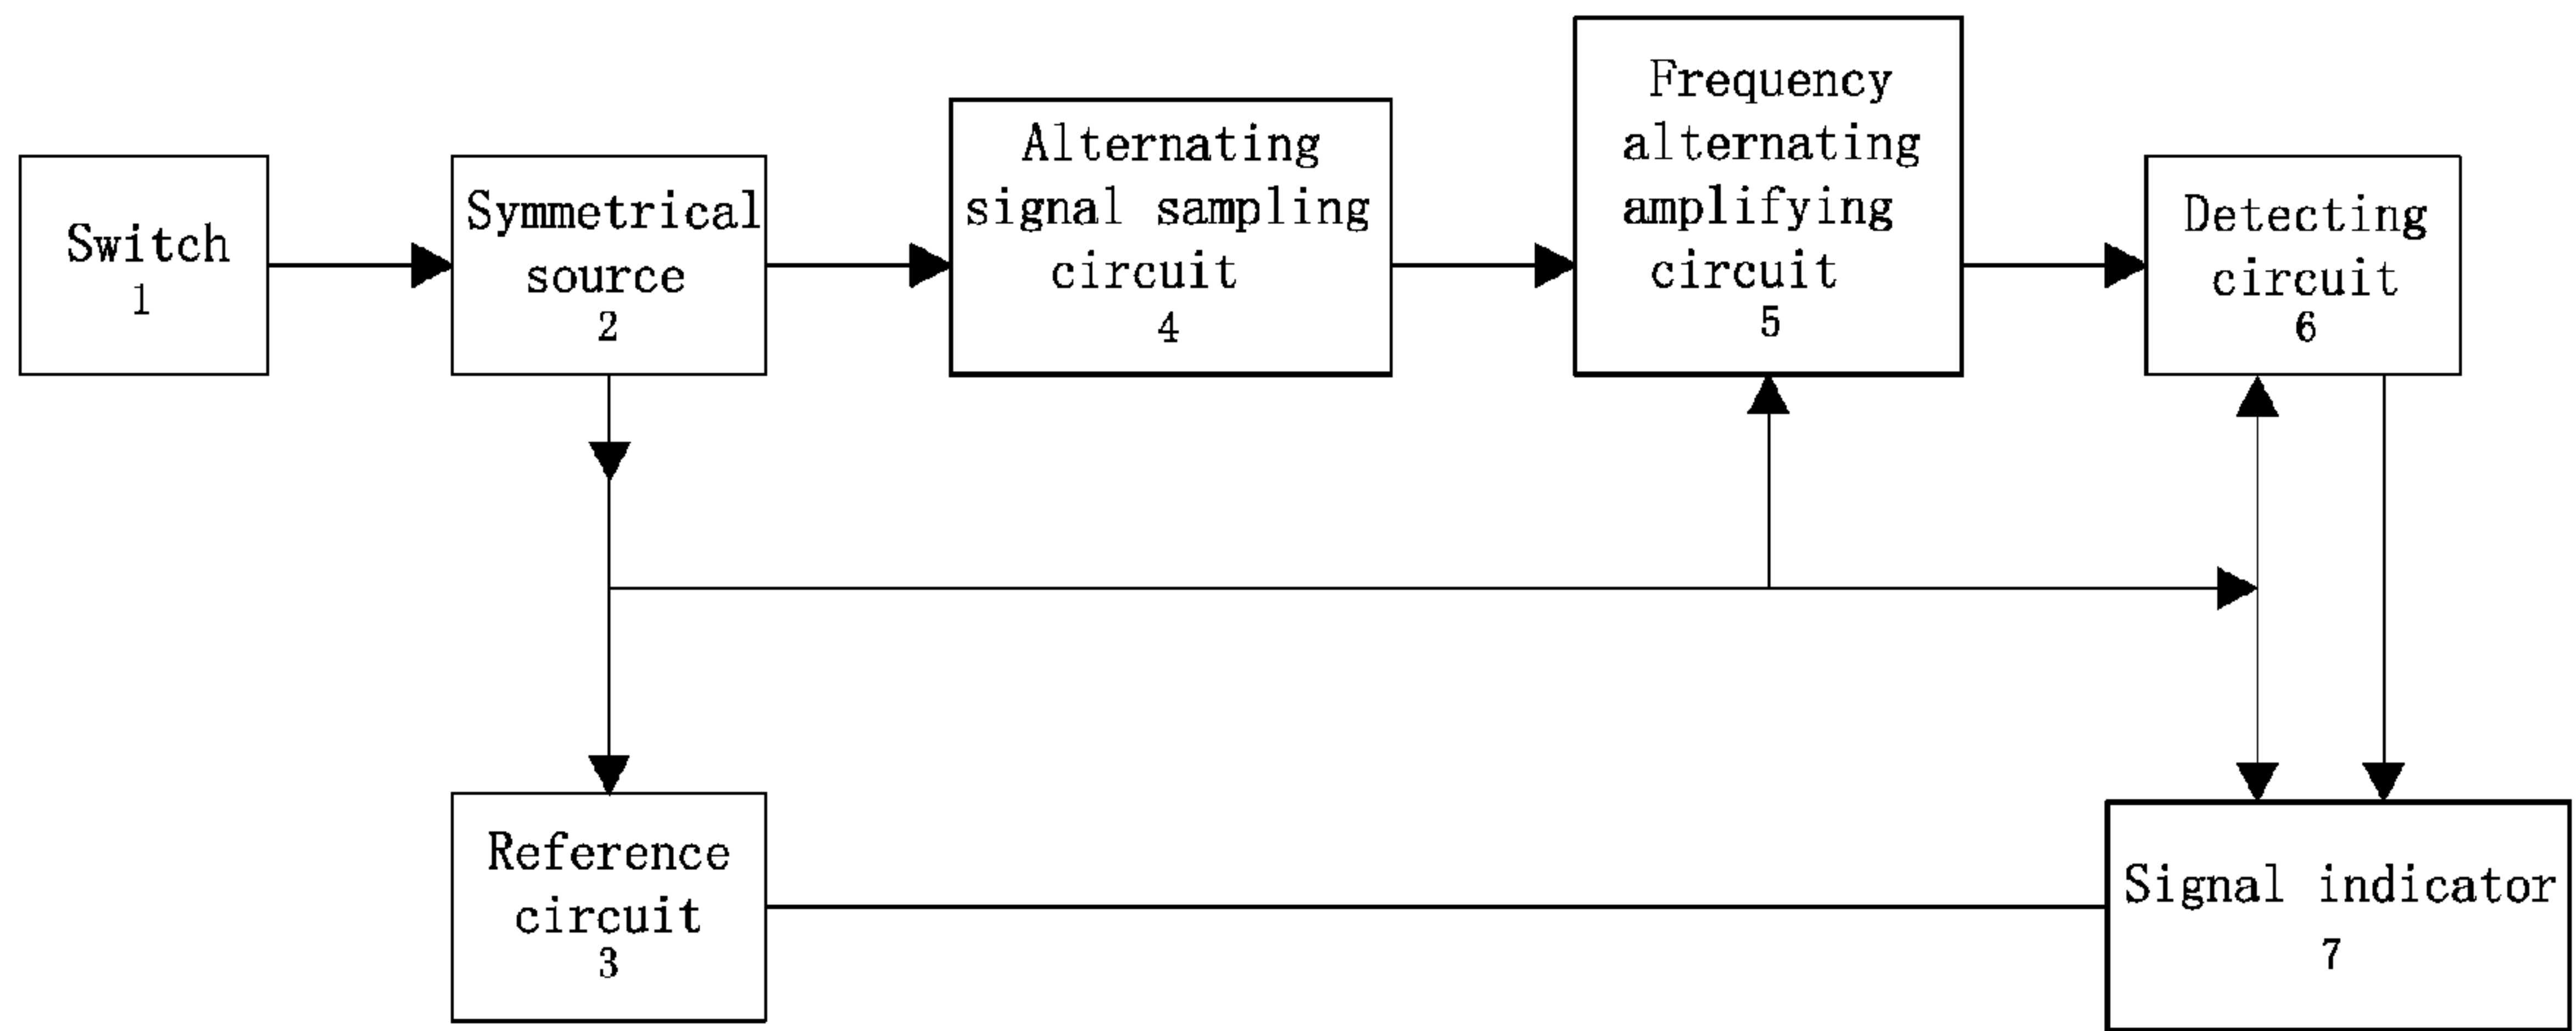 Switch
1
Symmetrical
source
2
Alternating
signal sampling
circuit
4
Frequency
alternating
amplifying
circuit
5
Detecting
circuit
6
Reference
circuit
3
Signal indicator
7